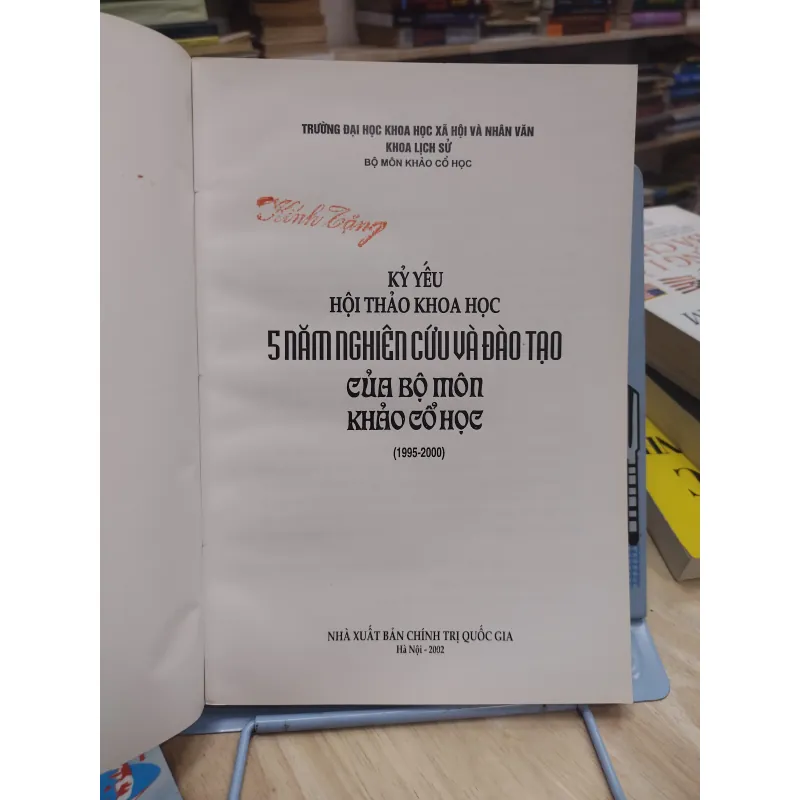 TRƯỜNG ĐẠI HỌC KHOA HỌC XÃ HỘI VÀ NHÂN VĂN
KHOA LỊCH SỬ
BỘ MÔN KHẢO CỔ HỌC
Kính Tặng
KỶ YẾU
HỘI THẢO KHOA HỌC
5 NĂM NGHIÊN CỨU VÀ ĐÀO TẠO
CỦA BỘ MÔN
KHẢO CỔ HỌC
(1995-2000)
NHÀ XUẤT BẢN CHÍNH TRỊ QUỐC GIA
Hà Nội - 2002